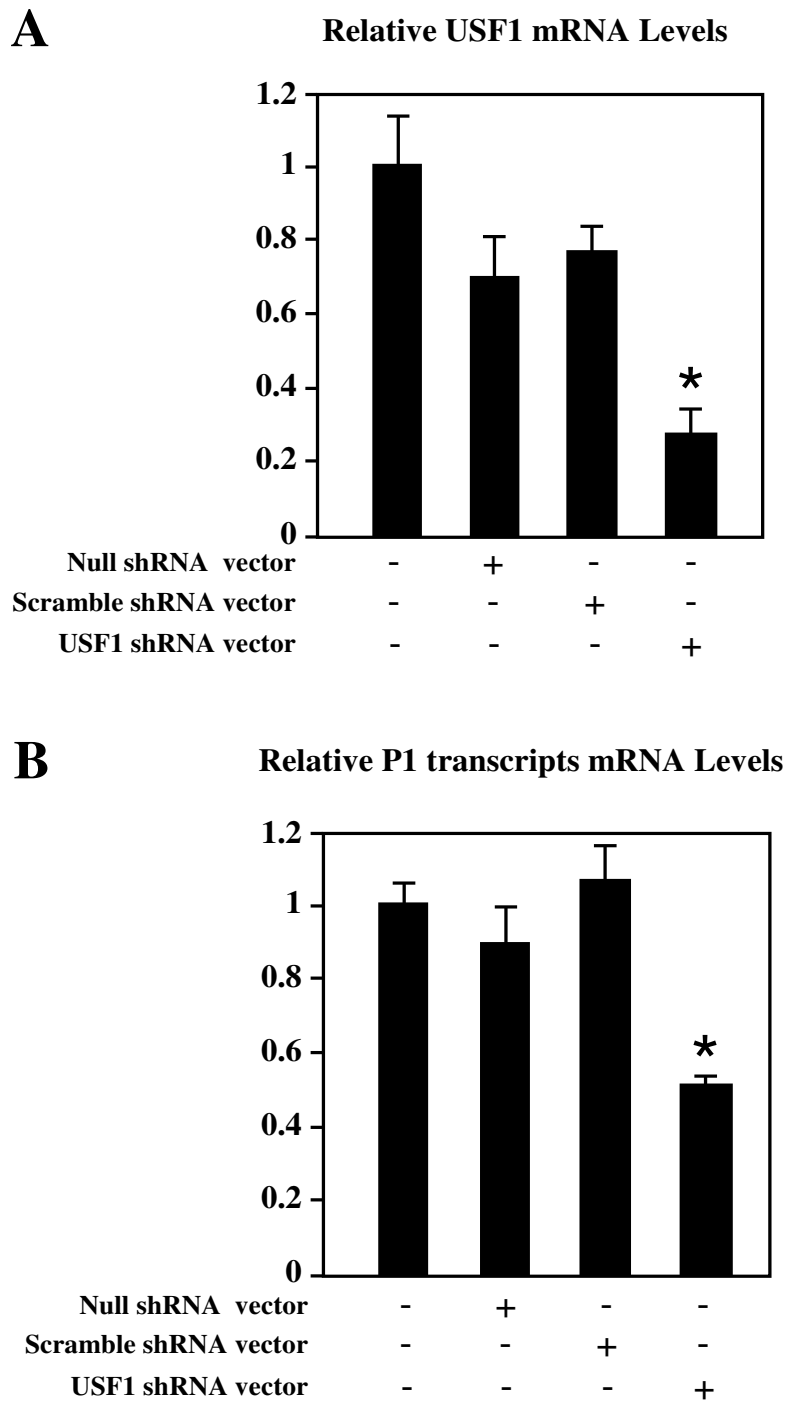 A
Relative USF1 mRNA Levels
1.2
1
0.8
0.6
0.4
*
0.2
0
Null shRNA vector - + - -
Scramble shRNA vector - - + -
USF1 shRNA vector - - - +
B
Relative P1 transcripts mRNA Levels
1.2
1
0.8
0.6
*
0.4
0.2
0
Null shRNA vector - + - -
Scramble shRNA vector - - + -
USF1 shRNA vector - - - +